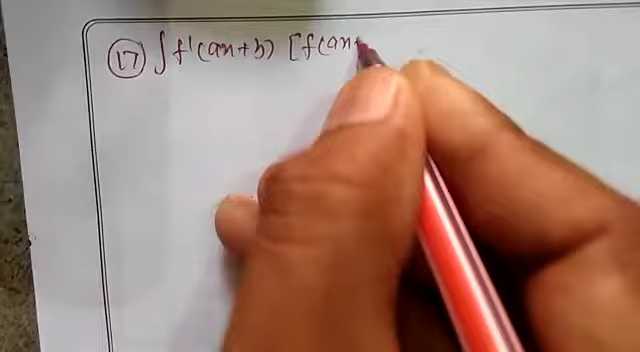 (17) ∫ f'(ax+b) [f(ax+